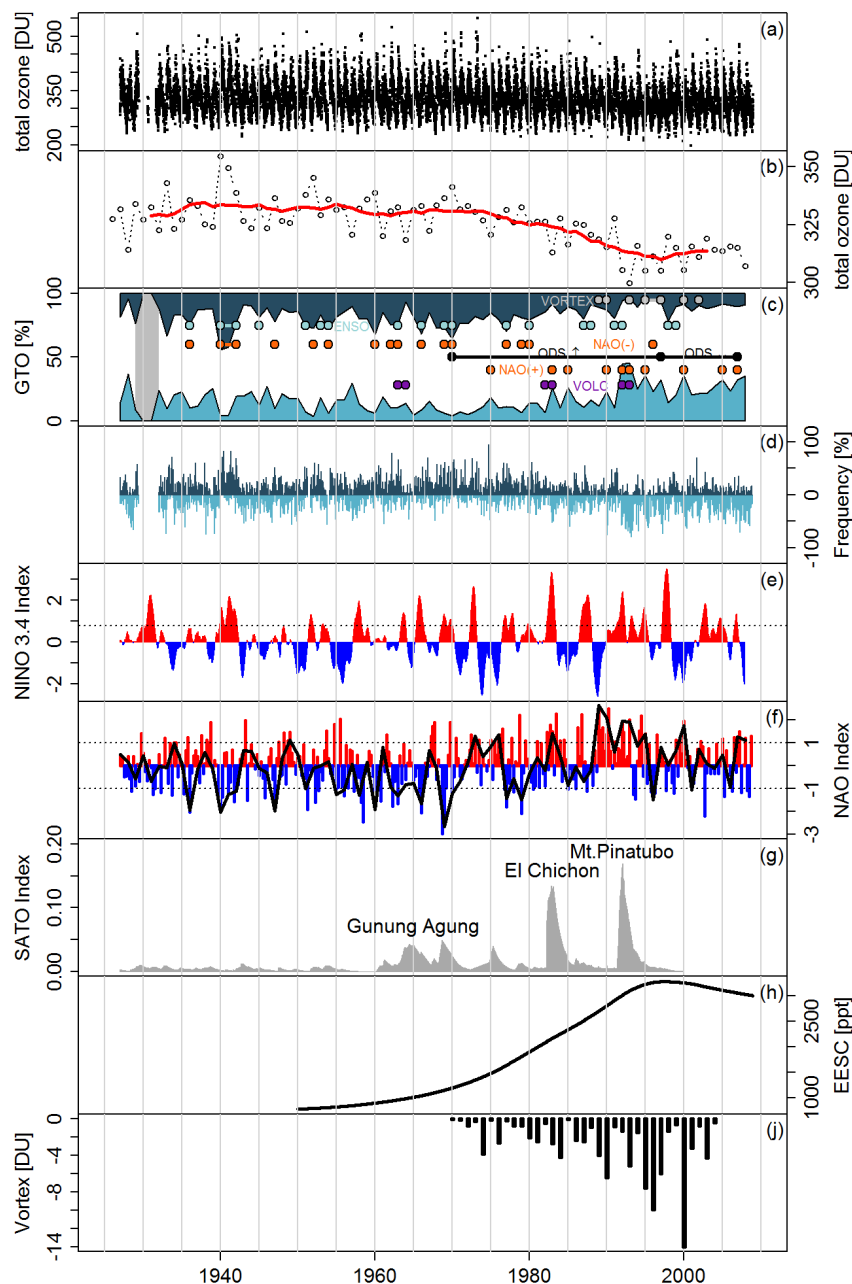 (a)
total ozone [DU]
500
350
200
(b)
total ozone [DU]
350
325
300
(c)
GTO [%]
100
50
0
VORTEX
ENSO
NAO(-)
ODS ↑
ODS
NAO(+)
VOLC
(d)
Frequency [%]
100
0
-100
(e)
NINO 3.4 Index
2
0
-2
(f)
NAO Index
1
-1
-3
(g)
SATO Index
0.20
0.10
0.00
Mt.Pinatubo
El Chichon
Gunung Agung
(h)
EESC [ppt]
2500
1000
(j)
Vortex [DU]
0
-4
-8
-14
1940 1960 1980 2000